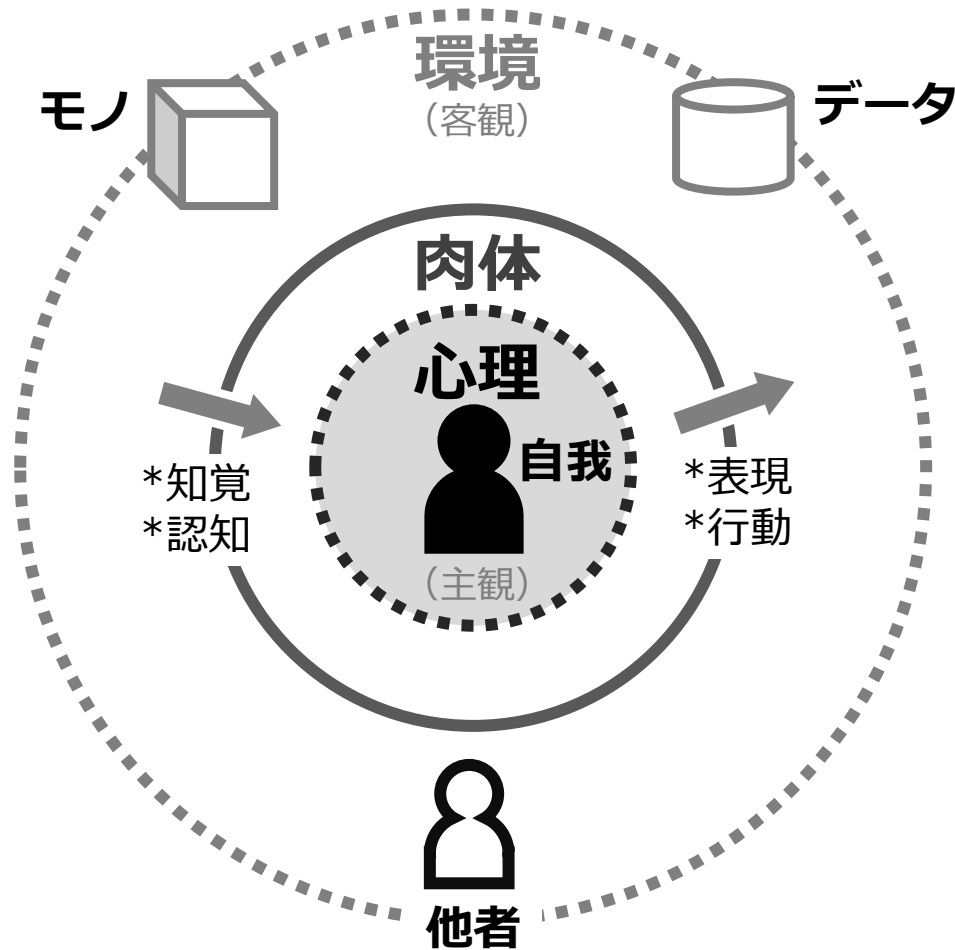 環境
（客観）
モノ
データ
肉体
心理
自我
（主観）
*知覚
*認知
*表現
*行動
他者